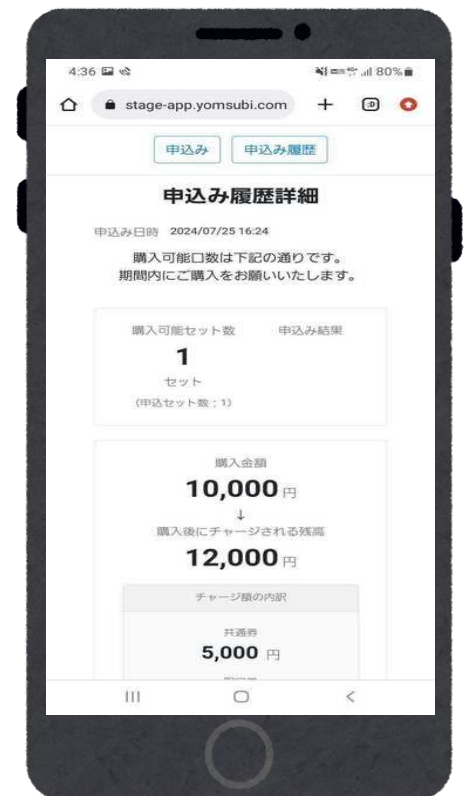 4:36 80%
stage-app.yomsubi.com
申込み 申込み履歴
申込み履歴詳細
申込み日時 2024/07/25 16:24
購入可能口数は下記の通りです。
期間内にご購入をお願いいたします。
購入可能セット数 申込み結果
1
セット
(申込セット数:1)
購入金額
10,000 円
↓
購入後にチャージされる残高
12,000 円
チャージ額の内訳
共通券
5,000 円